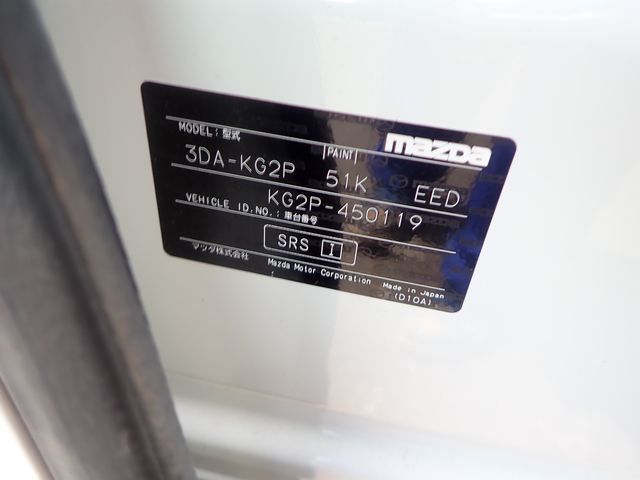 mazda
MODEL:型式 PAINT
3DA-KG2P 51K EED
KG2P-450119
VEHICLE ID.NO.:車台番号
SRS I
マツダ株式会社
Mazda Motor Corporation Made in Japan
(D10A)